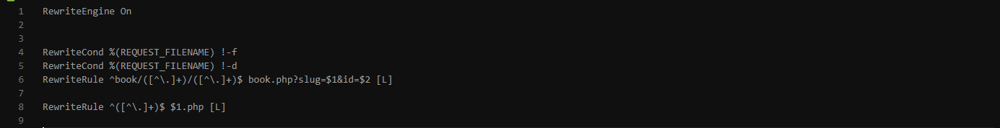 1 RewriteEngine On
2
3
4 RewriteCond %(REQUEST_FILENAME) !-f
5 RewriteCond %(REQUEST_FILENAME) !-d
6 RewriteRule ^book/([^\.]+)/([^\.]+)$ book.php?slug=$1&id=$2 [L]
7
8 RewriteRule ^([^\.]+)$ $1.php [L]
9